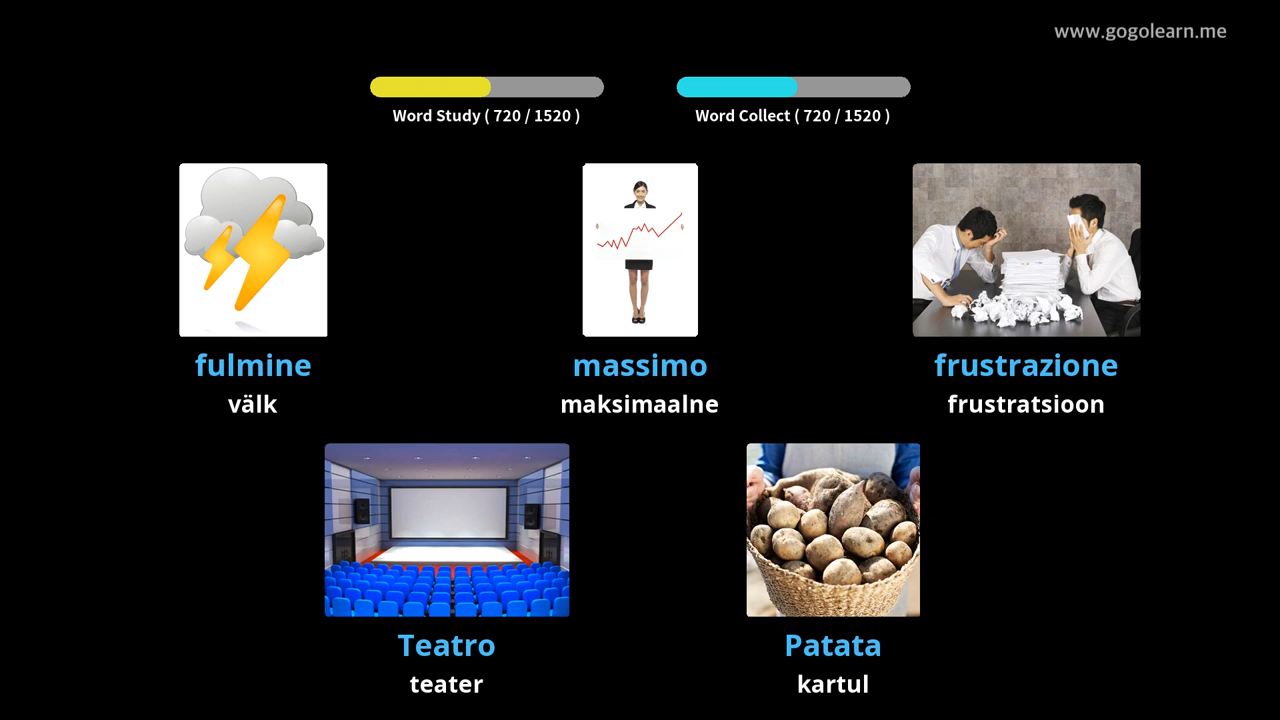 www.gogolearn.me
Word Study ( 720 / 1520 )
Word Collect ( 720 / 1520 )
fulmine
välk
massimo
maksimaalne
frustrazione
frustratsioon
Teatro
teater
Patata
kartul